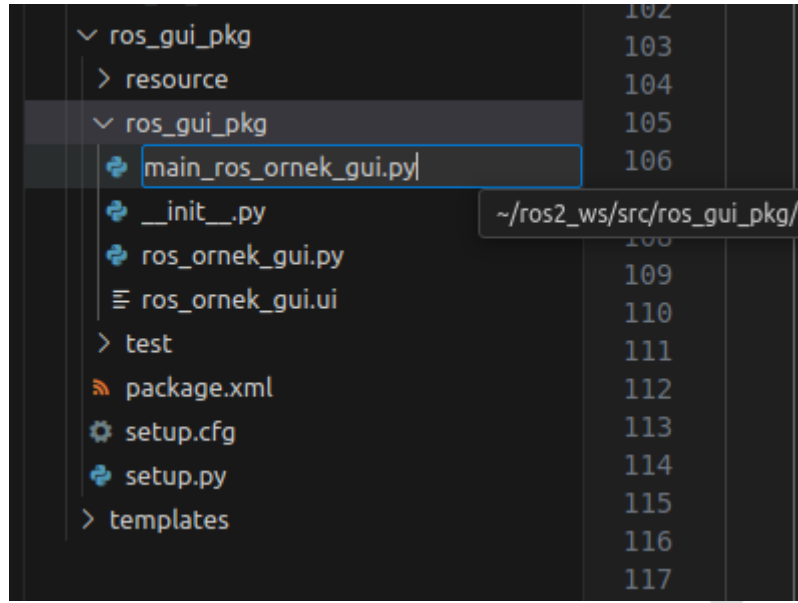 ros_gui_pkg
resource
ros_gui_pkg
main_ros_ornek_gui.py
__init__.py
ros_ornek_gui.py
ros_ornek_gui.ui
test
package.xml
setup.cfg
setup.py
templates
102
103
104
105
106
~/ros2_ws/src/ros_gui_pkg/
108
109
110
111
112
113
114
115
116
117